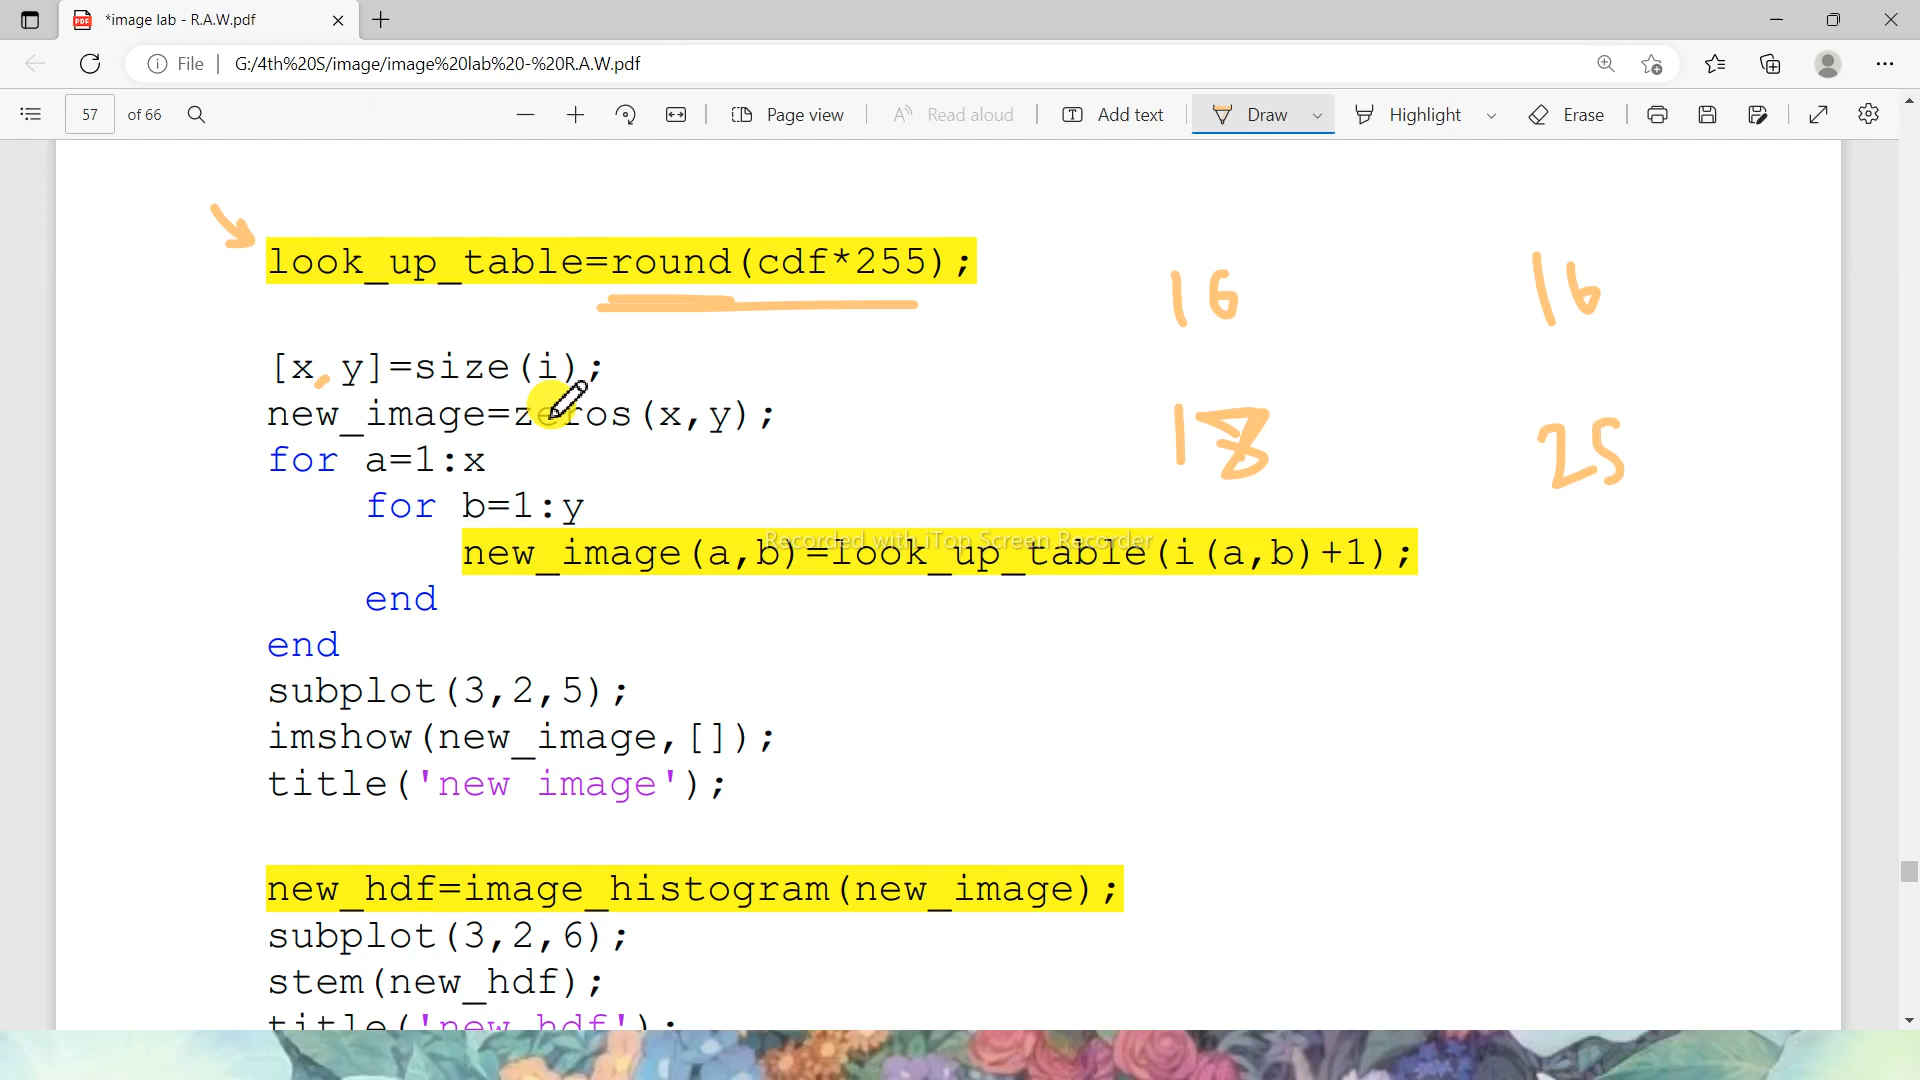 *image lab - R.A.W.pdf
File G:/4th%20S/image/image%20lab%20-%20R.A.W.pdf
57 of 66 Page view Read aloud Add text Draw Highlight Erase
look_up_table=round(cdf*255);
16 16
[x,y]=size(i);
new_image=zeros(x,y);
18 25
for a=1:x
for b=1:y
Recorded with iTop Screen Recorder
new_image(a,b)=look_up_table(i(a,b)+1);
end
end
subplot(3,2,5);
imshow(new_image,[]);
title('new image');
new_hdf=image_histogram(new_image);
subplot(3,2,6);
stem(new_hdf);
title('new hdf');